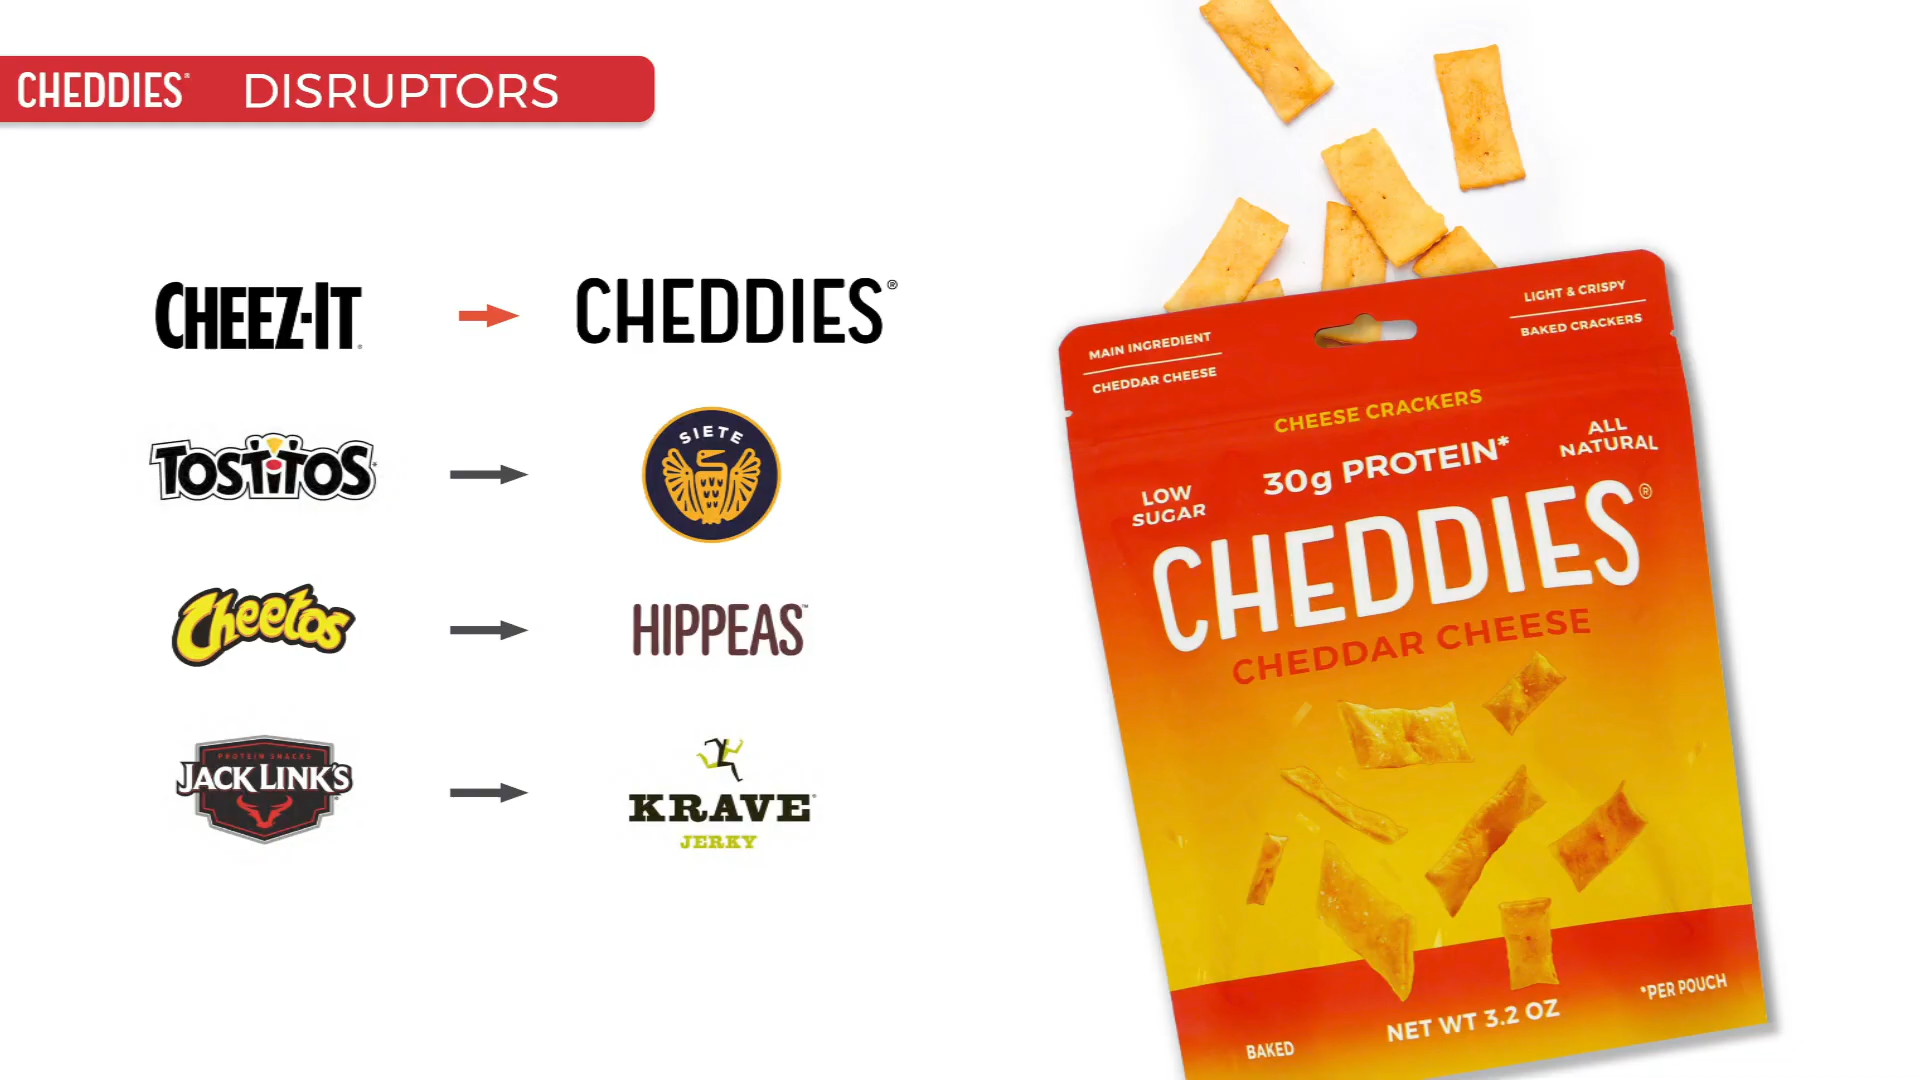 CHEDDIES® DISRUPTORS
CHEEZ-IT® → CHEDDIES®
TOSTITOS® → SIETE
Cheetos → HIPPEAS™
PROTEIN SNACKS
JACK LINK'S → KRAVE®
JERKY
MAIN INGREDIENT
CHEDDAR CHEESE
LIGHT & CRISPY
BAKED CRACKERS
CHEESE CRACKERS
30g PROTEIN*
ALL
NATURAL
LOW
SUGAR
CHEDDIES®
CHEDDAR CHEESE
*PER POUCH
NET WT 3.2 OZ
BAKED